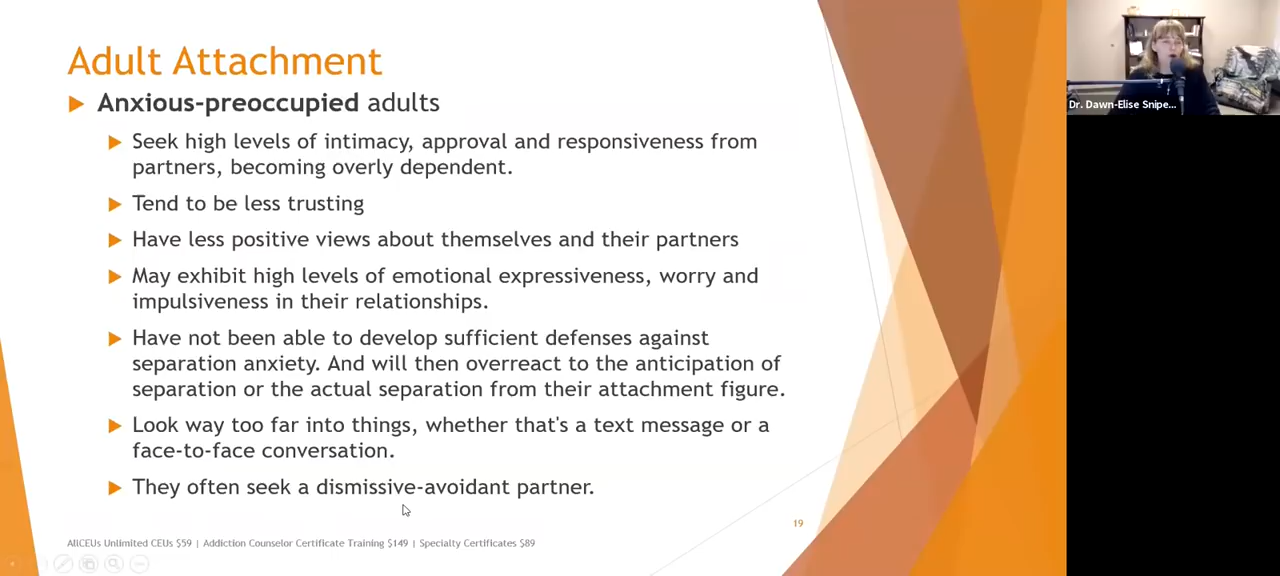 Adult Attachment
Anxious-preoccupied adults
Seek high levels of intimacy, approval and responsiveness from
partners, becoming overly dependent.
Tend to be less trusting
Have less positive views about themselves and their partners
May exhibit high levels of emotional expressiveness, worry and
impulsiveness in their relationships.
Have not been able to develop sufficient defenses against
separation anxiety. And will then overreact to the anticipation of
separation or the actual separation from their attachment figure.
Look way too far into things, whether that's a text message or a
face-to-face conversation.
They often seek a dismissive-avoidant partner.
19
AllCEUs Unlimited CEUs $59 | Addiction Counselor Certificate Training $149 | Specialty Certificates $89
Dr. Dawn-Elise Snipe...